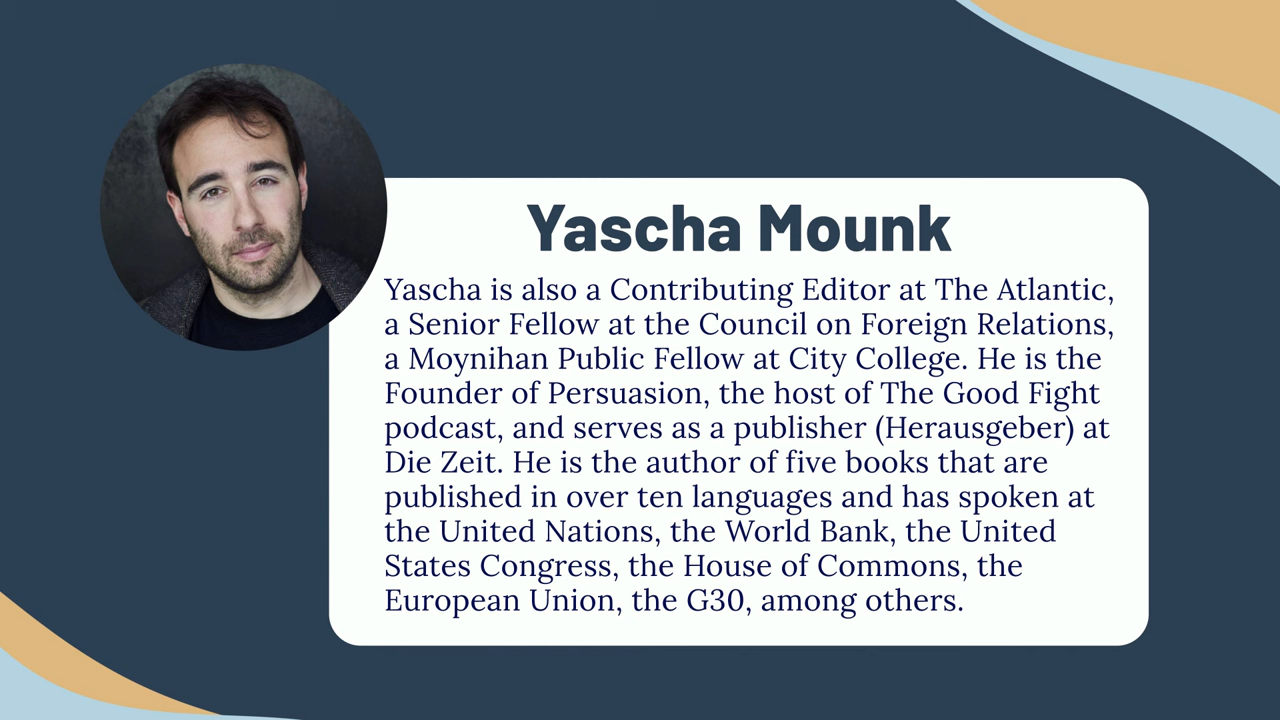 Yascha Mounk
Yascha is also a Contributing Editor at The Atlantic,
a Senior Fellow at the Council on Foreign Relations,
a Moynihan Public Fellow at City College. He is the
Founder of Persuasion, the host of The Good Fight
podcast, and serves as a publisher (Herausgeber) at
Die Zeit. He is the author of five books that are
published in over ten languages and has spoken at
the United Nations, the World Bank, the United
States Congress, the House of Commons, the
European Union, the G30, among others.